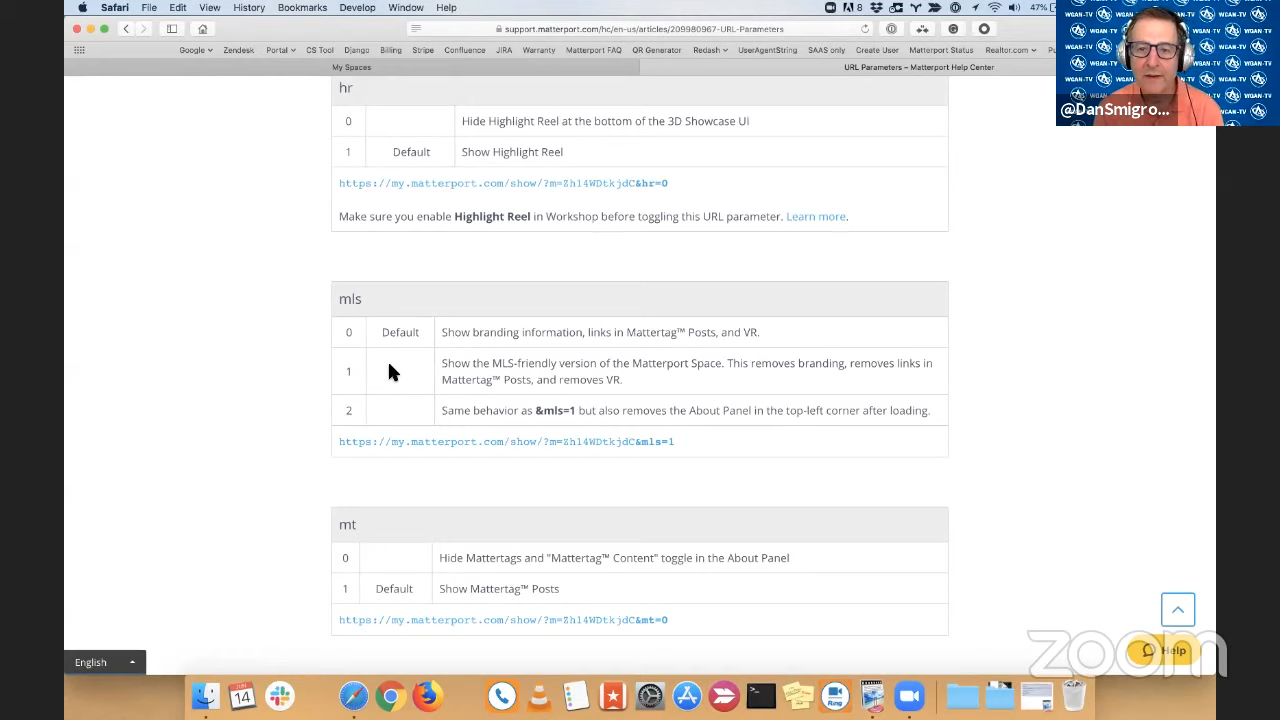 Safari File Edit View History Bookmarks Develop Window Help
8
47%
support.matterport.com/hc/en-us/articles/209980967-URL-Parameters
Google Zendesk Portal CS Tool Django Billing Stripe Confluence JIRA Warranty Matterport FAQ QR Generator Redash UserAgentString SAAS only Create User Matterport Status Realtor.com
My Spaces
URL Parameters – Matterport Help Center
WGAN-TV
@DanSmigro...
hr
0 Hide Highlight Reel at the bottom of the 3D Showcase UI
1 Default Show Highlight Reel
https://my.matterport.com/show/?m=Zh14WDtkjdC&hr=0
Make sure you enable Highlight Reel in Workshop before toggling this URL parameter. Learn more.
mls
0 Default Show branding information, links in Mattertag™ Posts, and VR.
1 Show the MLS-friendly version of the Matterport Space. This removes branding, removes links in
Mattertag™ Posts, and removes VR.
2 Same behavior as &mls=1 but also removes the About Panel in the top-left corner after loading.
https://my.matterport.com/show/?m=Zh14WDtkjdC&mls=1
mt
0 Hide Mattertags and "Mattertag™ Content" toggle in the About Panel
1 Default Show Mattertag™ Posts
https://my.matterport.com/show/?m=Zh14WDtkjdC&mt=0
English
Help
zoom
14
Ring